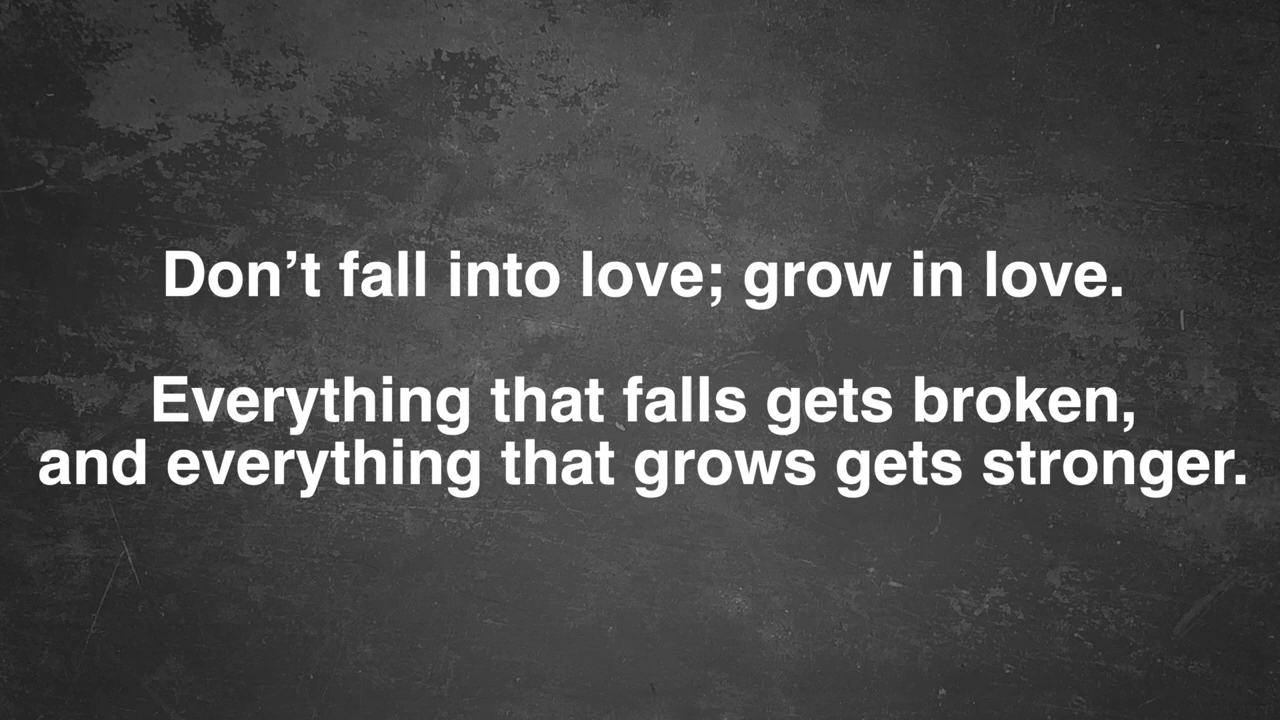 Don’t fall into love; grow in love.
Everything that falls gets broken,
and everything that grows gets stronger.